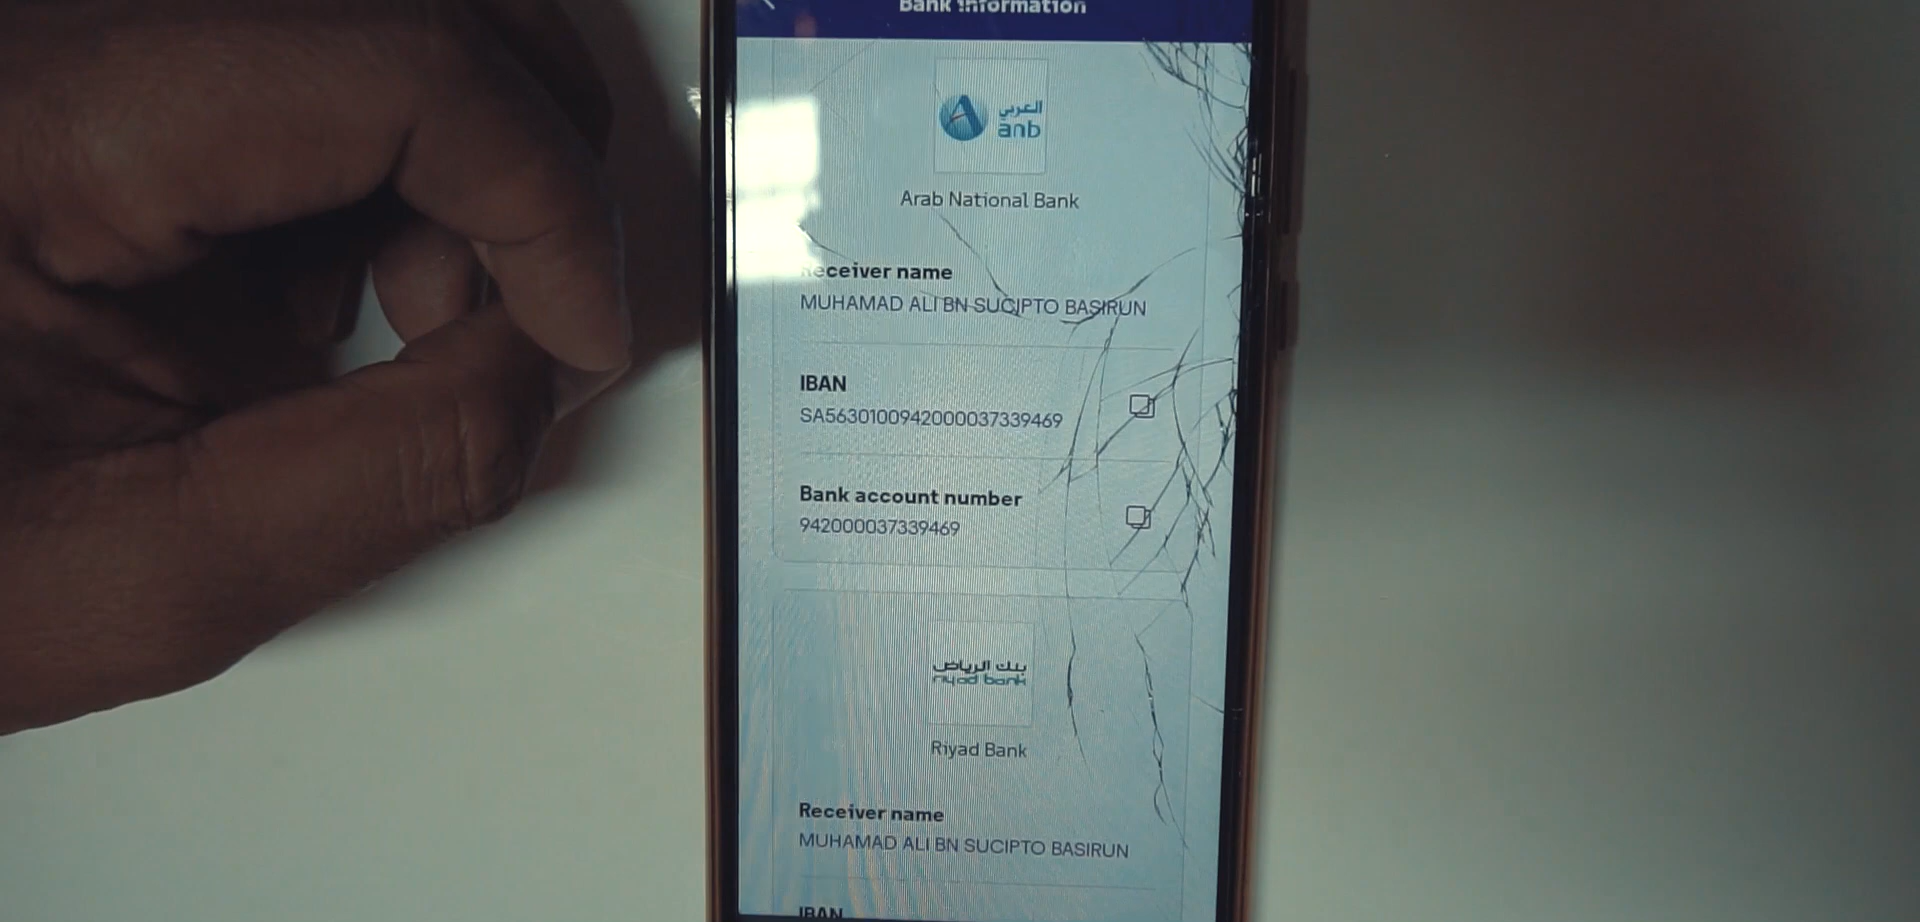 Bank information
العربي
anb
Arab National Bank
Receiver name
MUHAMAD ALI BN SUCIPTO BASIRUN
IBAN
SA5630100942000037339469
Bank account number
942000037339469
بنك الرياض
riyad bank
Riyad Bank
Receiver name
MUHAMAD ALI BN SUCIPTO BASIRUN
IBAN